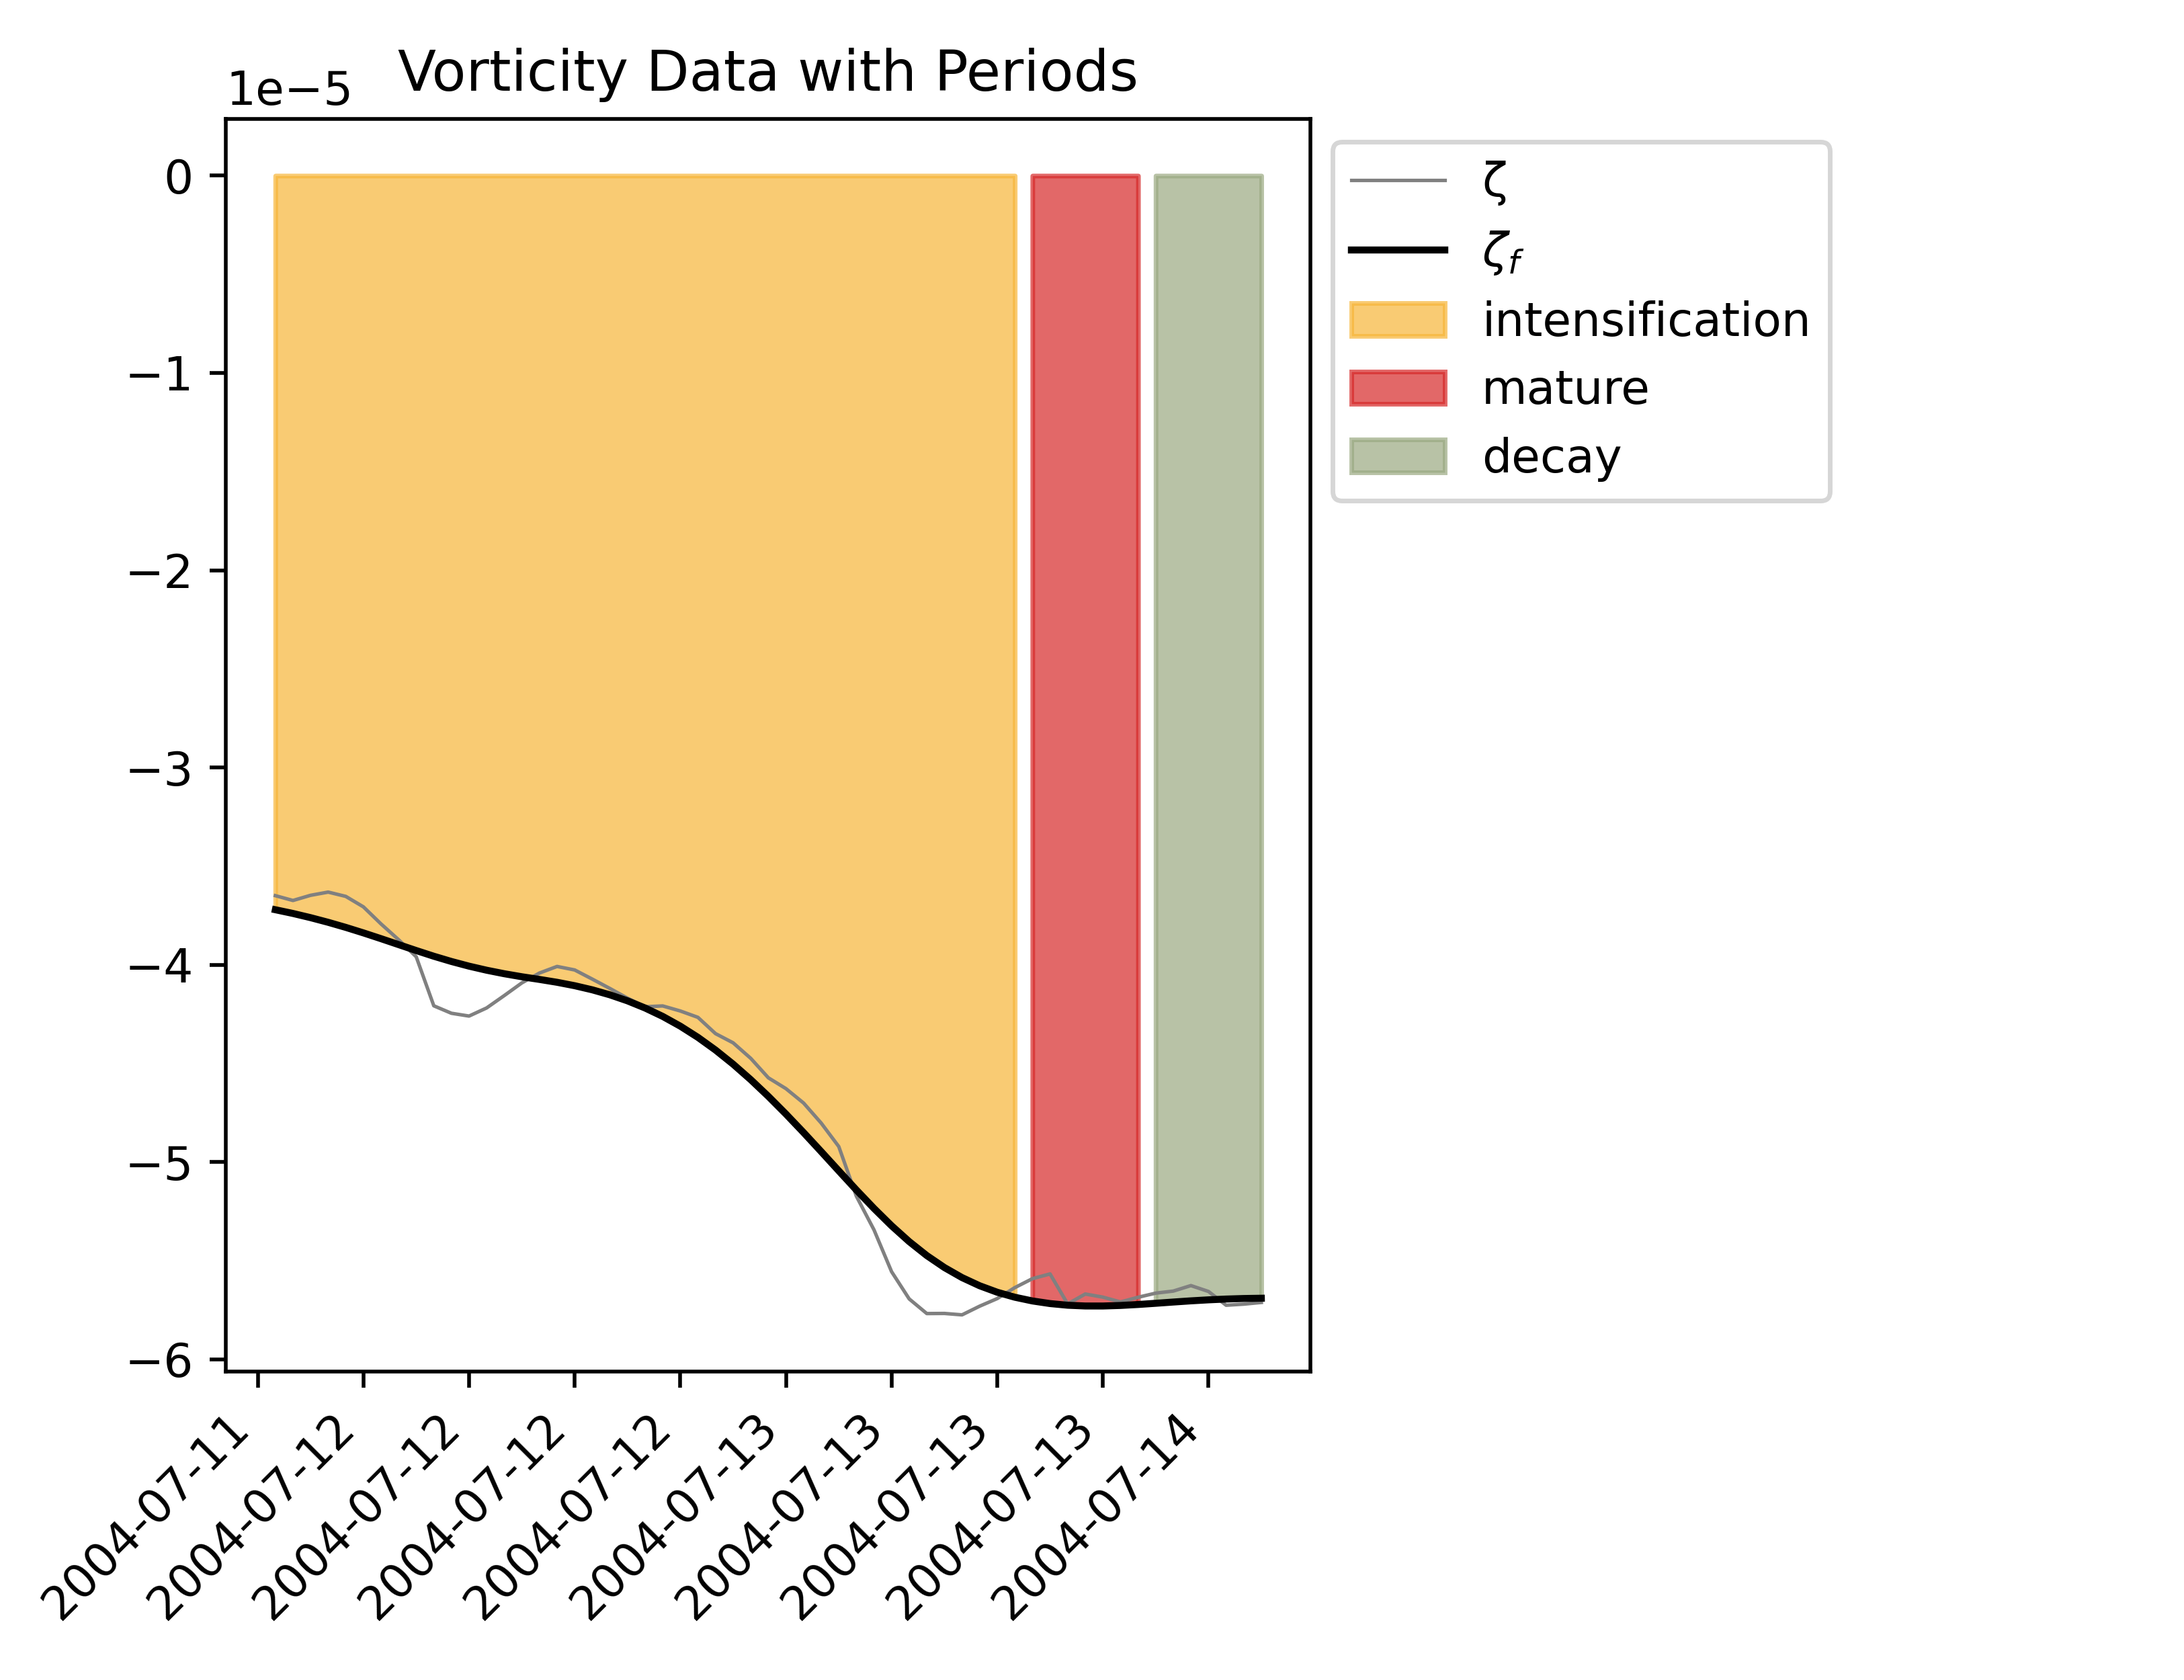 Vorticity Data with Periods
1e−5
0
−1
−2
−3
−4
−5
−6
2004-07-11
2004-07-12
2004-07-12
2004-07-12
2004-07-12
2004-07-13
2004-07-13
2004-07-13
2004-07-13
2004-07-14
ζ
ζf
intensification
mature
decay